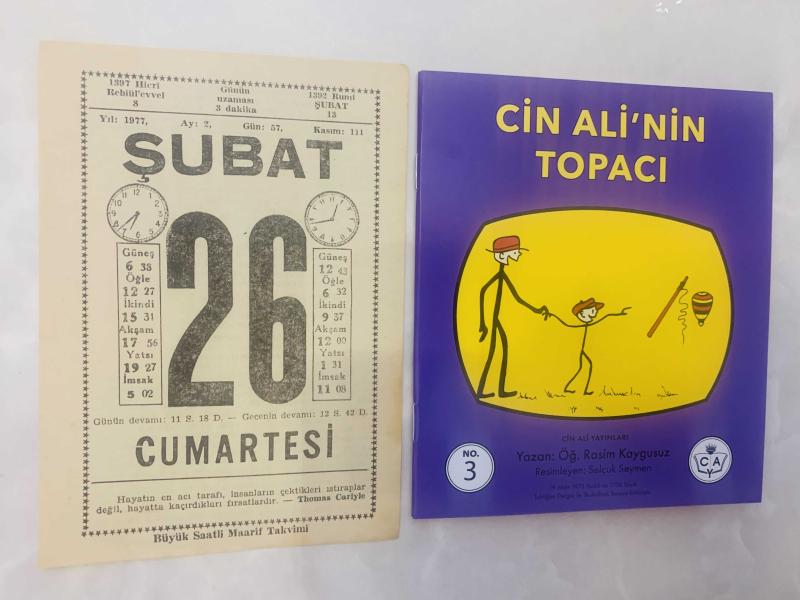 1397 Hicrî
Rebiül'evvel
8
Günün
uzaması
3 dakika
1392 Rumî
ŞUBAT
13
Yıl: 1977, Ay: 2, Gün: 57, Kasım: 111
ŞUBAT
26
Güneş
6 38
Öğle
12 27
İkindi
15 31
Akşam
17 56
Yatsı
19 27
İmsak
5 02
Güneş
12 43
Öğle
6 32
İkindi
9 37
Akşam
12 00
Yatsı
1 31
İmsak
11 08
Günün devamı: 11 S. 18 D. — Gecenin devamı: 12 S. 42 D.
CUMARTESİ
Hayatın en acı tarafı, insanların çektikleri ıstıraplar
değil, hayatta kaçırdıkları fırsatlardır. — Thomas Carlyle
Büyük Saatli Maarif Takvimi
CİN ALİ'NİN
TOPACI
CİN ALİ YAYINLARI
Yazan: Öğ. Rasim Kaygusuz
Resimleyen: Selçuk Seymen
NO.
3
C A
Y